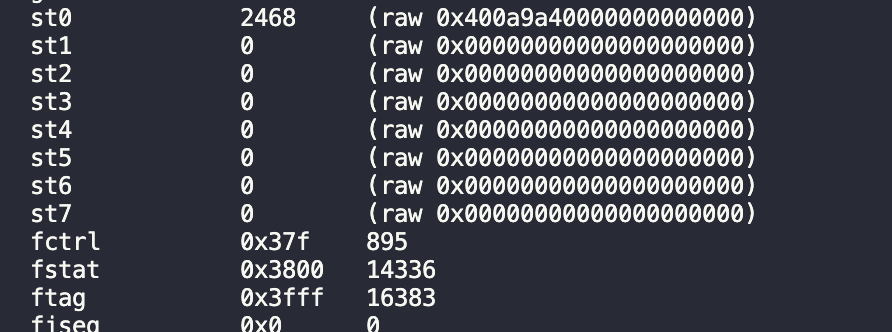 st0 2468 (raw 0x400a9a40000000000000)
st1 0 (raw 0x00000000000000000000)
st2 0 (raw 0x00000000000000000000)
st3 0 (raw 0x00000000000000000000)
st4 0 (raw 0x00000000000000000000)
st5 0 (raw 0x00000000000000000000)
st6 0 (raw 0x00000000000000000000)
st7 0 (raw 0x00000000000000000000)
fctrl 0x37f 895
fstat 0x3800 14336
ftag 0x3fff 16383
fiseg 0x0 0